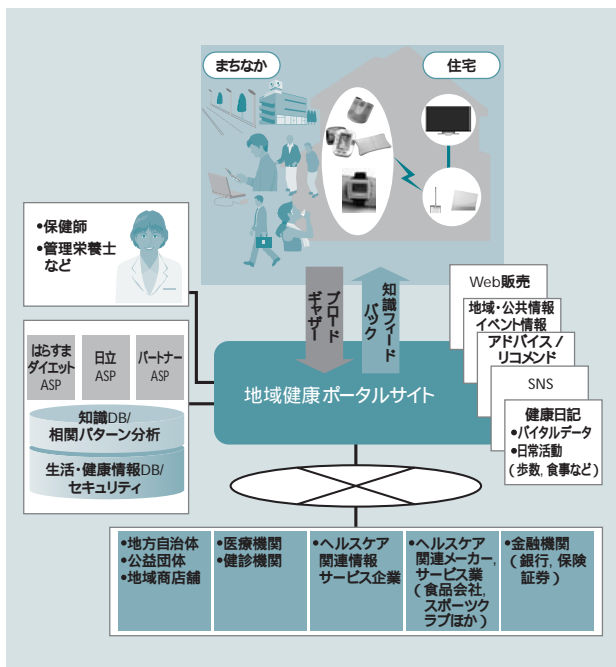 まちなか
住宅
•保健師
•管理栄養士
など
ブロード
ギャザー
知識フィード
バック
Web販売
地域・公共情報
イベント情報
アドバイス /
リコメンド
SNS
健康日記
•バイタルデータ
•日常活動
(歩数, 食事など)
はらすま
ダイエット
ASP
日立
ASP
パートナー
ASP
知識DB/
相関パターン分析
生活・健康情報DB/
セキュリティ
地域健康ポータルサイト
•地方自治体
•公益団体
•地域商店舗
•医療機関
•健診機関
•ヘルスケア
関連情報
サービス企業
•ヘルスケア
関連メーカー,
サービス業
(食品会社,
スポーツク
ラブほか)
•金融機関
(銀行, 保険
証券)